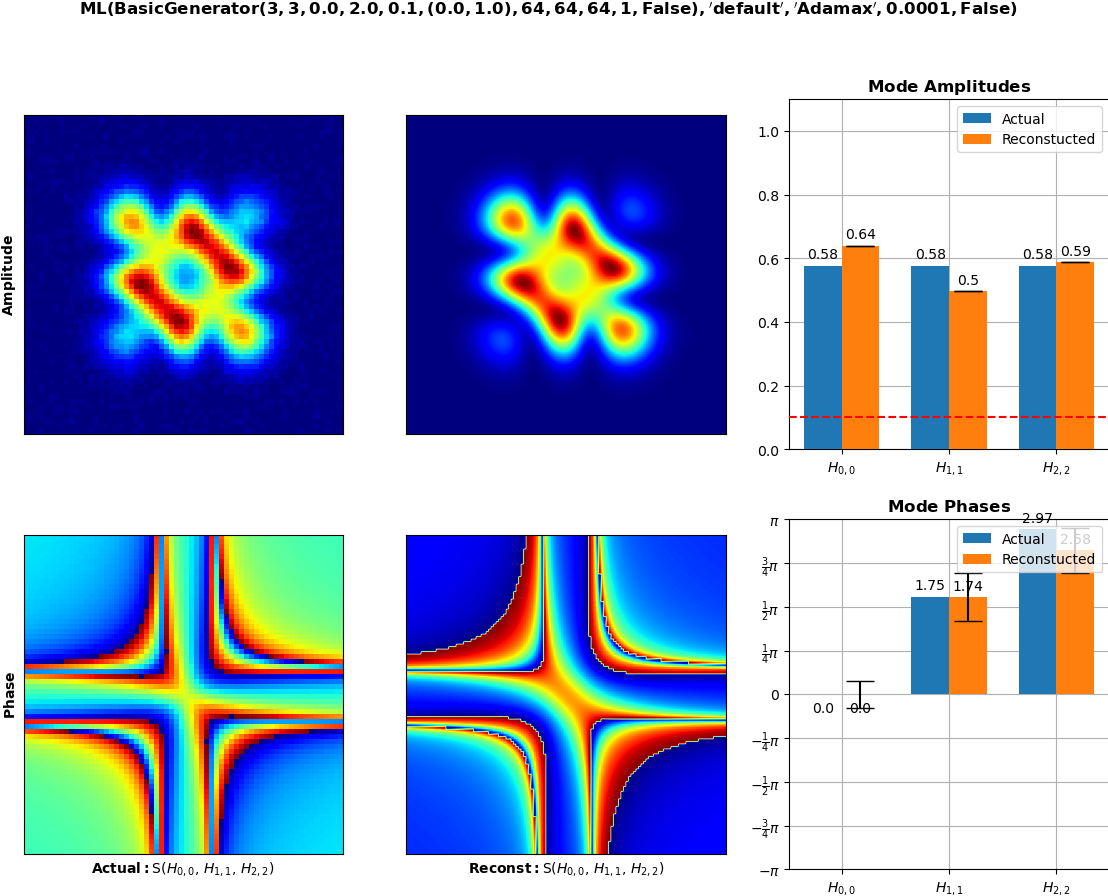 ML(BasicGenerator(3, 3, 0.0, 2.0, 0.1, (0.0, 1.0), 64, 64, 64, 1, False), 'default', 'Adamax', 0.0001, False)
Amplitude
Mode Amplitudes
Actual
Reconstucted
1.0
0.8
0.6
0.4
0.2
0.0
0.58
0.64
0.58
0.5
0.58
0.59
H0,0
H1,1
H2,2
Phase
Actual: S(H0,0, H1,1, H2,2)
Reconst: S(H0,0, H1,1, H2,2)
Mode Phases
Actual
Reconstucted
π
3/4π
1/2π
1/4π
0
−1/4π
−1/2π
−3/4π
−π
0.0
0.0
1.75
1.74
2.97
2.58
H0,0
H1,1
H2,2